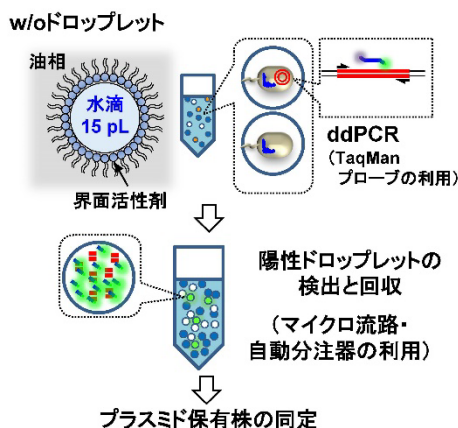 w/oドロップレット
油相
水滴
15 pL
界面活性剤
ddPCR
(TaqMan
プローブの利用)
陽性ドロップレットの
検出と回収
(マイクロ流路・
自動分注器の利用)
プラスミド保有株の同定